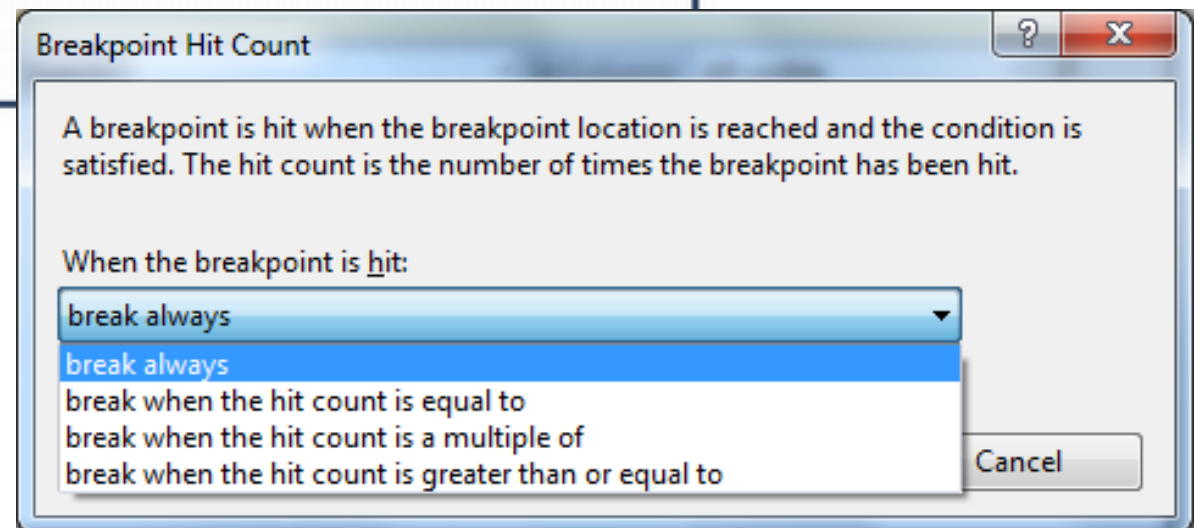 Breakpoint Hit Count
?
X
A breakpoint is hit when the breakpoint location is reached and the condition is
satisfied. The hit count is the number of times the breakpoint has been hit.
When the breakpoint is hit:
break always
break always
break when the hit count is equal to
break when the hit count is a multiple of
break when the hit count is greater than or equal to
Cancel